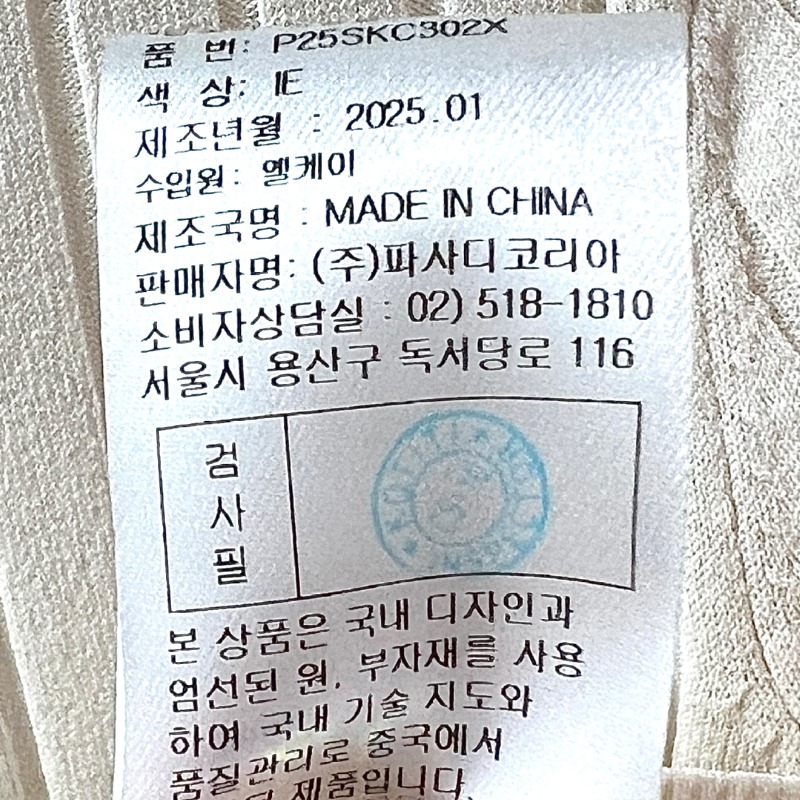 품 번: P25SKC302X
색 상: IE
제조년월 : 2025.01
수입원: 엘케이
제조국명 : MADE IN CHINA
판매자명: (주)파사디코리아
소비자상담실 : 02) 518-1810
서울시 용산구 독서당로 116
검
사
필
본 상품은 국내 디자인과
엄선된 원, 부자재를 사용
하여 국내 기술 지도와
품질관리로 중국에서
제품입니다.